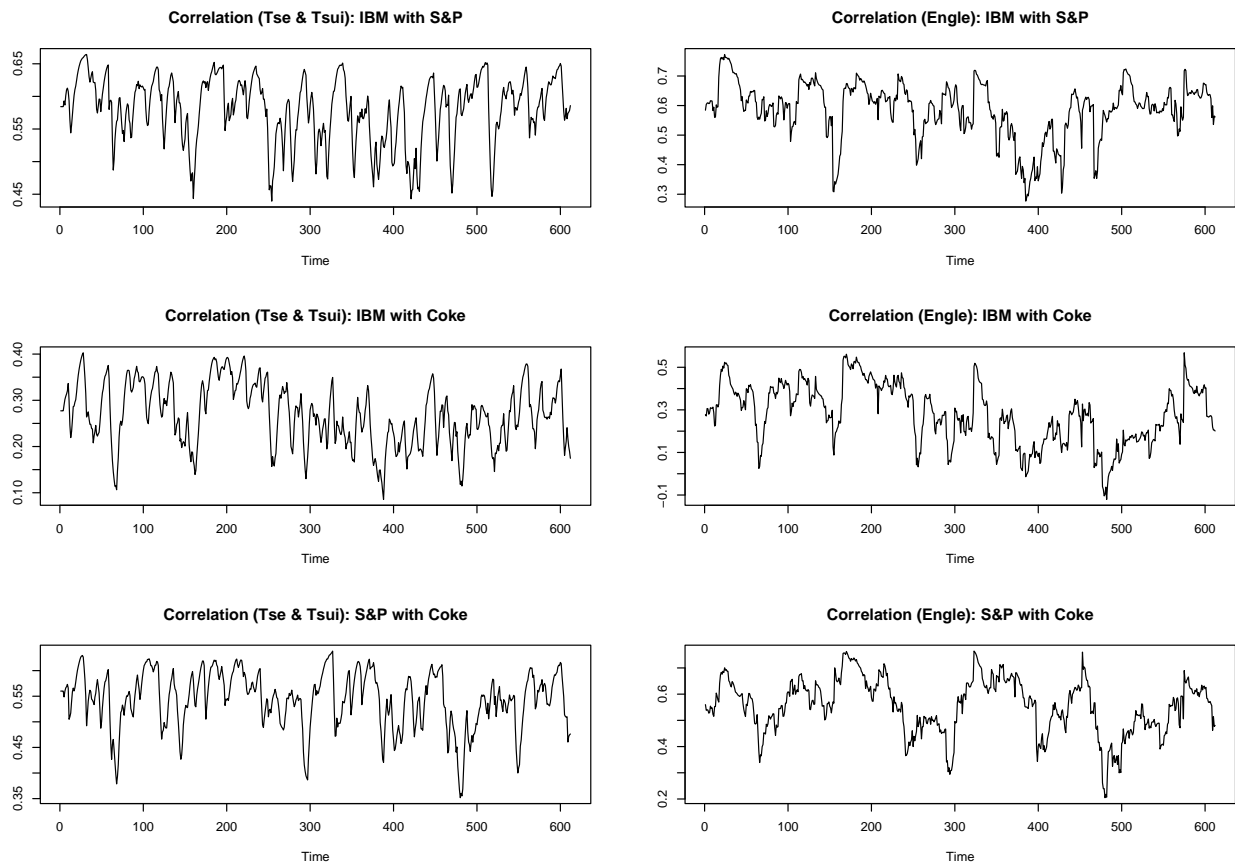 Correlation (Tse & Tsui): IBM with S&P
0.65
0.55
0.45
0 100 200 300 400 500 600
Time
Correlation (Engle): IBM with S&P
0.7
0.6
0.5
0.4
0.3
0 100 200 300 400 500 600
Time
Correlation (Tse & Tsui): IBM with Coke
0.40
0.30
0.20
0.10
0 100 200 300 400 500 600
Time
Correlation (Engle): IBM with Coke
0.5
0.3
0.1
−0.1
0 100 200 300 400 500 600
Time
Correlation (Tse & Tsui): S&P with Coke
0.55
0.45
0.35
0 100 200 300 400 500 600
Time
Correlation (Engle): S&P with Coke
0.6
0.4
0.2
0 100 200 300 400 500 600
Time